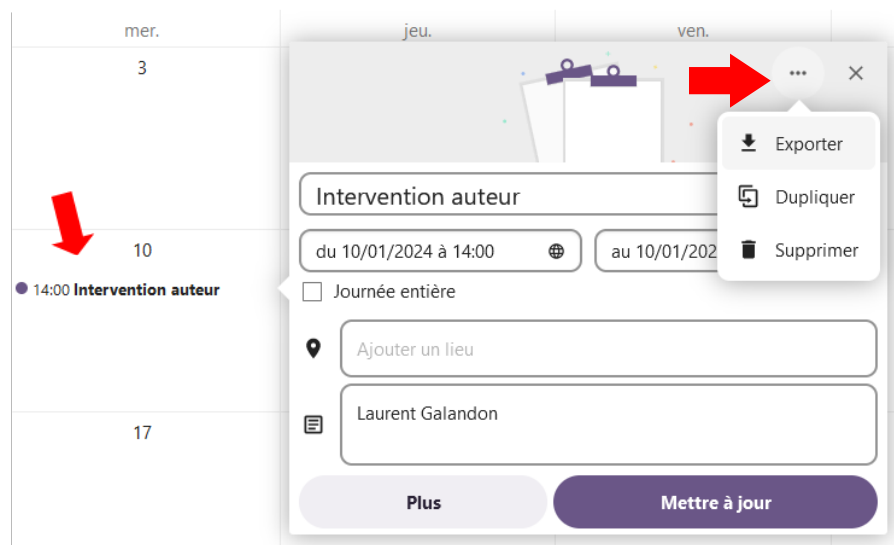 mer. jeu. ven.
3
10
14:00 Intervention auteur
17
Exporter
Dupliquer
Supprimer
Intervention auteur
du 10/01/2024 à 14:00
au 10/01/202
Journée entière
Ajouter un lieu
Laurent Galandon
Plus
Mettre à jour